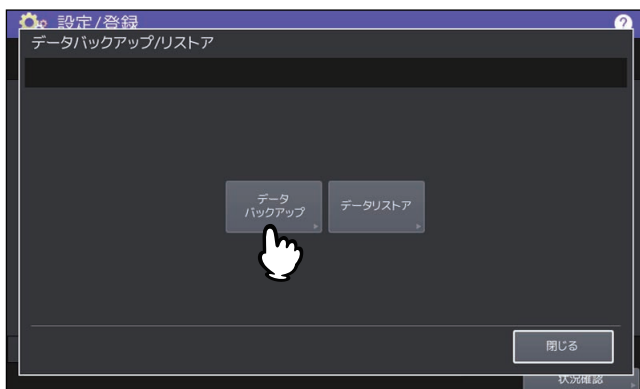 設定/登録
?
データバックアップ/リストア
データ
バックアップ
データリストア
閉じる
状況確認